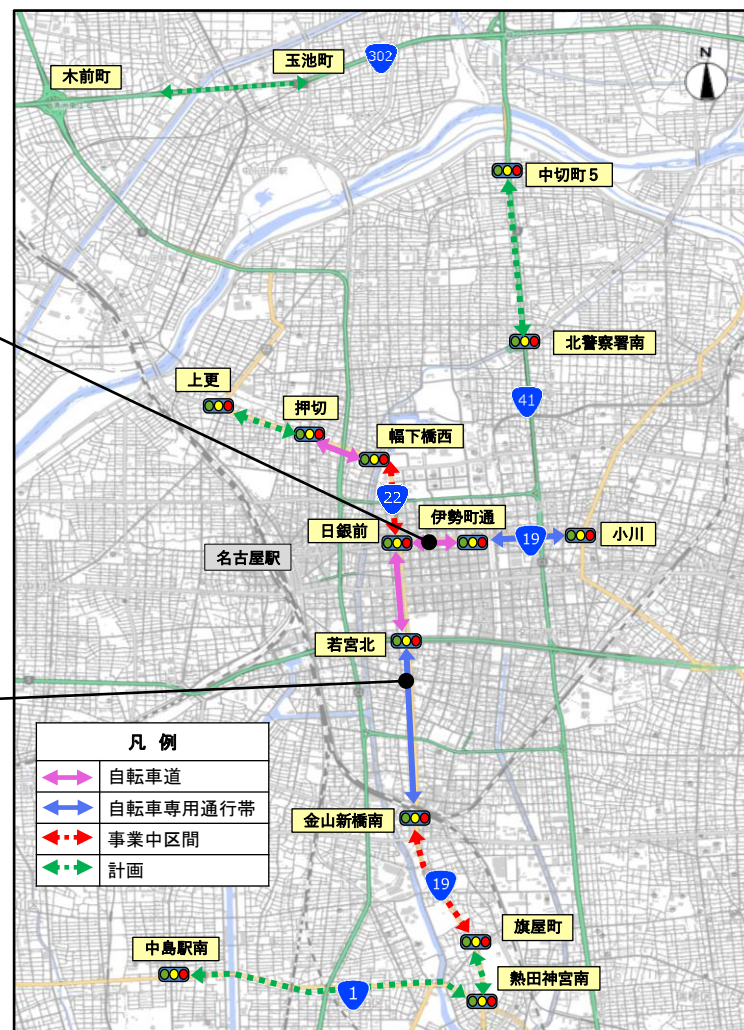 玉池町
302
木前町
N
中切町5
北警察署南
上更
押切
41
幅下橋西
22
伊勢町通
日銀前
19
小川
名古屋駅
若宮北
凡 例
自転車道
自転車専用通行帯
事業中区間
計画
金山新橋南
19
旗屋町
中島駅南
熱田神宮南
1